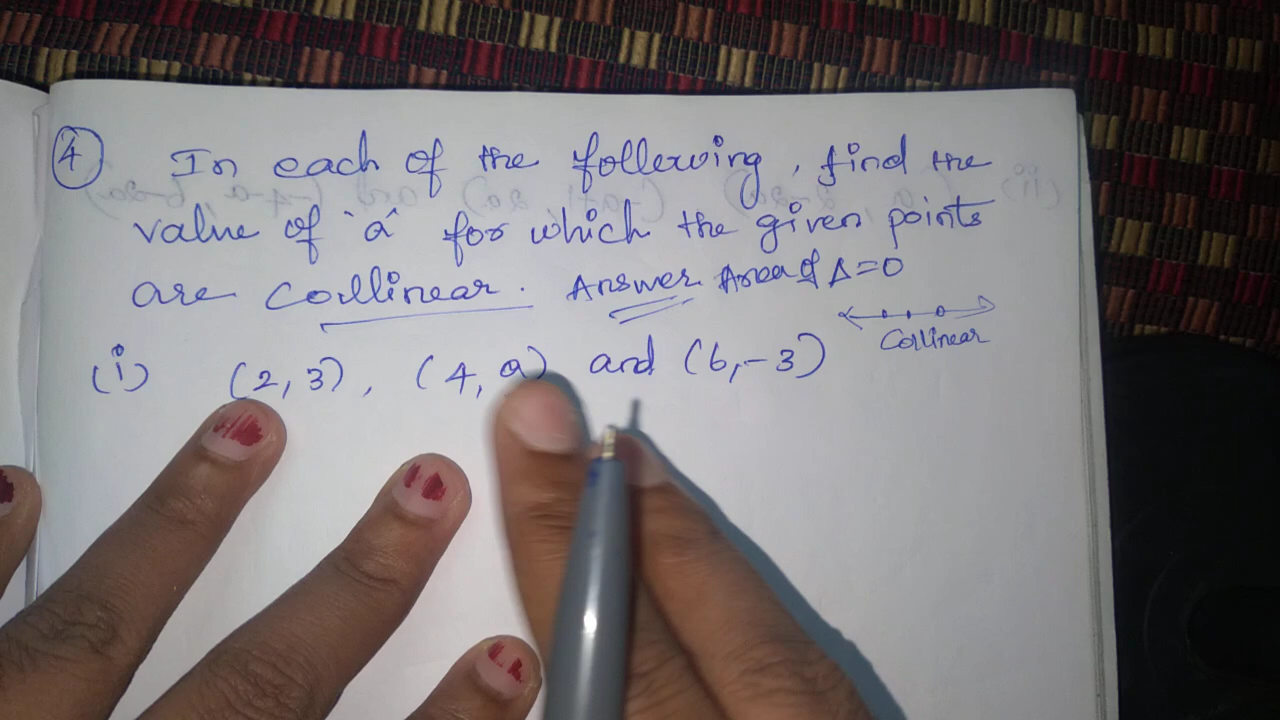 4 In each of the following, find the
value of 'a' for which the given points
are collinear. Answer Area of Δ=0
Collinear
(i) (2,3), (4,a) and (6,-3)